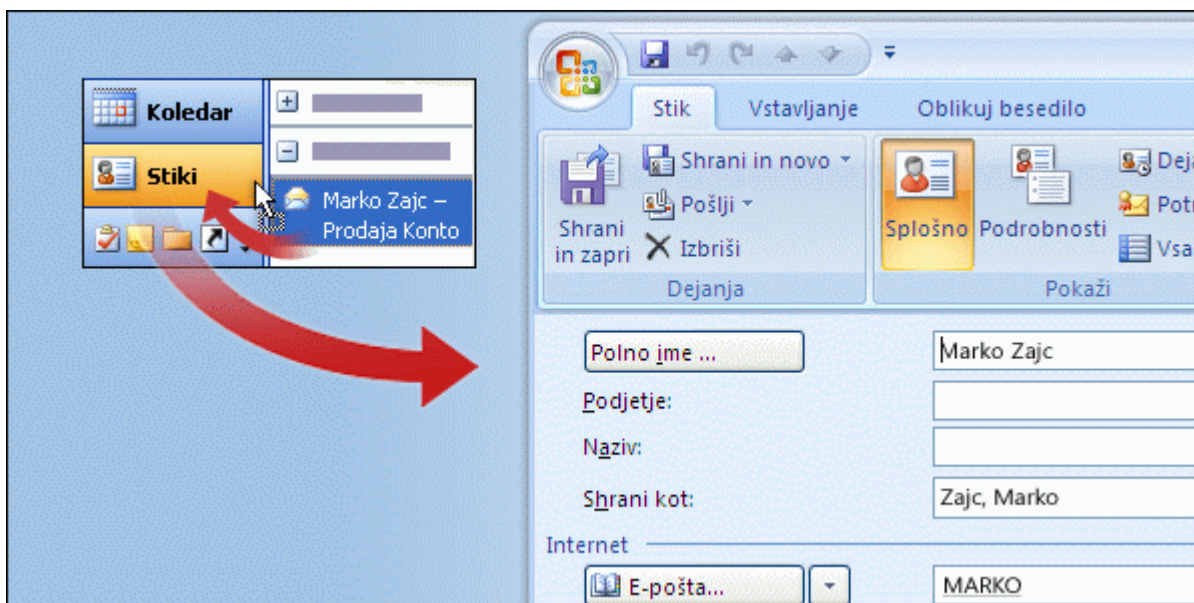 Koledar
Stiki
Marko Zajc –
Prodaja Konto
Stik Vstavljanje Oblikuj besedilo
Shrani
in zapri
Shrani in novo
Pošlji
Izbriši
Dejanja
Splošno Podrobnosti
Vsa
Pokaži
Polno ime ... Marko Zajc
Podjetje:
Naziv:
Shrani kot: Zajc, Marko
Internet
E-pošta... MARKO